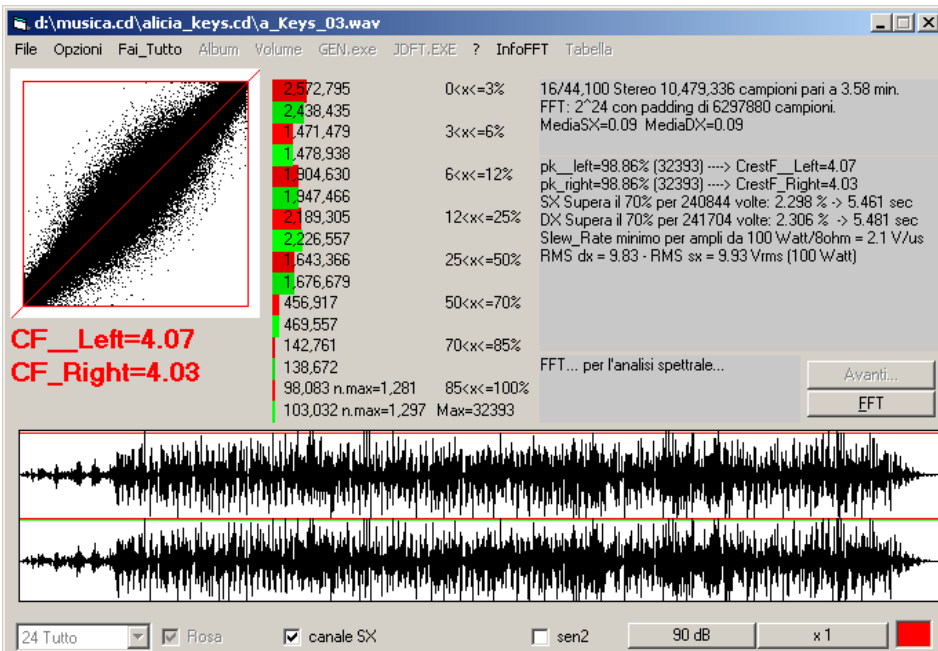 d:\musica.cd\alicia_keys.cd\a_Keys_03.wav
File Opzioni Fai_Tutto Album Volume GEN.exe JDFT.EXE ? InfoFFT Tabella
2,572,795 0<x<=3%
2,438,435
1,471,479 3<x<=6%
1,478,938
1,904,630 6<x<=12%
1,947,466
2,189,305 12<x<=25%
2,226,557
1,643,366 25<x<=50%
1,676,679
456,917 50<x<=70%
469,557
142,761 70<x<=85%
138,672
98,083 n.max=1,281 85<x<=100%
103,032 n.max=1,297 Max=32393
16/44,100 Stereo 10,479,336 campioni pari a 3.58 min.
FFT: 2^24 con padding di 6297880 campioni.
MediaSX=0.09 MediaDX=0.09
pk__left=98.86% (32393) ----> CrestF__Left=4.07
pk_right=98.86% (32393) ----> CrestF_Right=4.03
SX Supera il 70% per 240844 volte: 2.298 % -> 5.461 sec
DX Supera il 70% per 241704 volte: 2.306 % -> 5.481 sec
Slew_Rate minimo per ampli da 100 Watt/8ohm = 2.1 V/us
RMS dx = 9.83 - RMS sx = 9.93 Vrms (100 Watt)
CF__Left=4.07
CF_Right=4.03
FFT... per l'analisi spettrale...
Avanti...
FFT
24 Tutto Rosa canale SX sen2 90 dB x 1